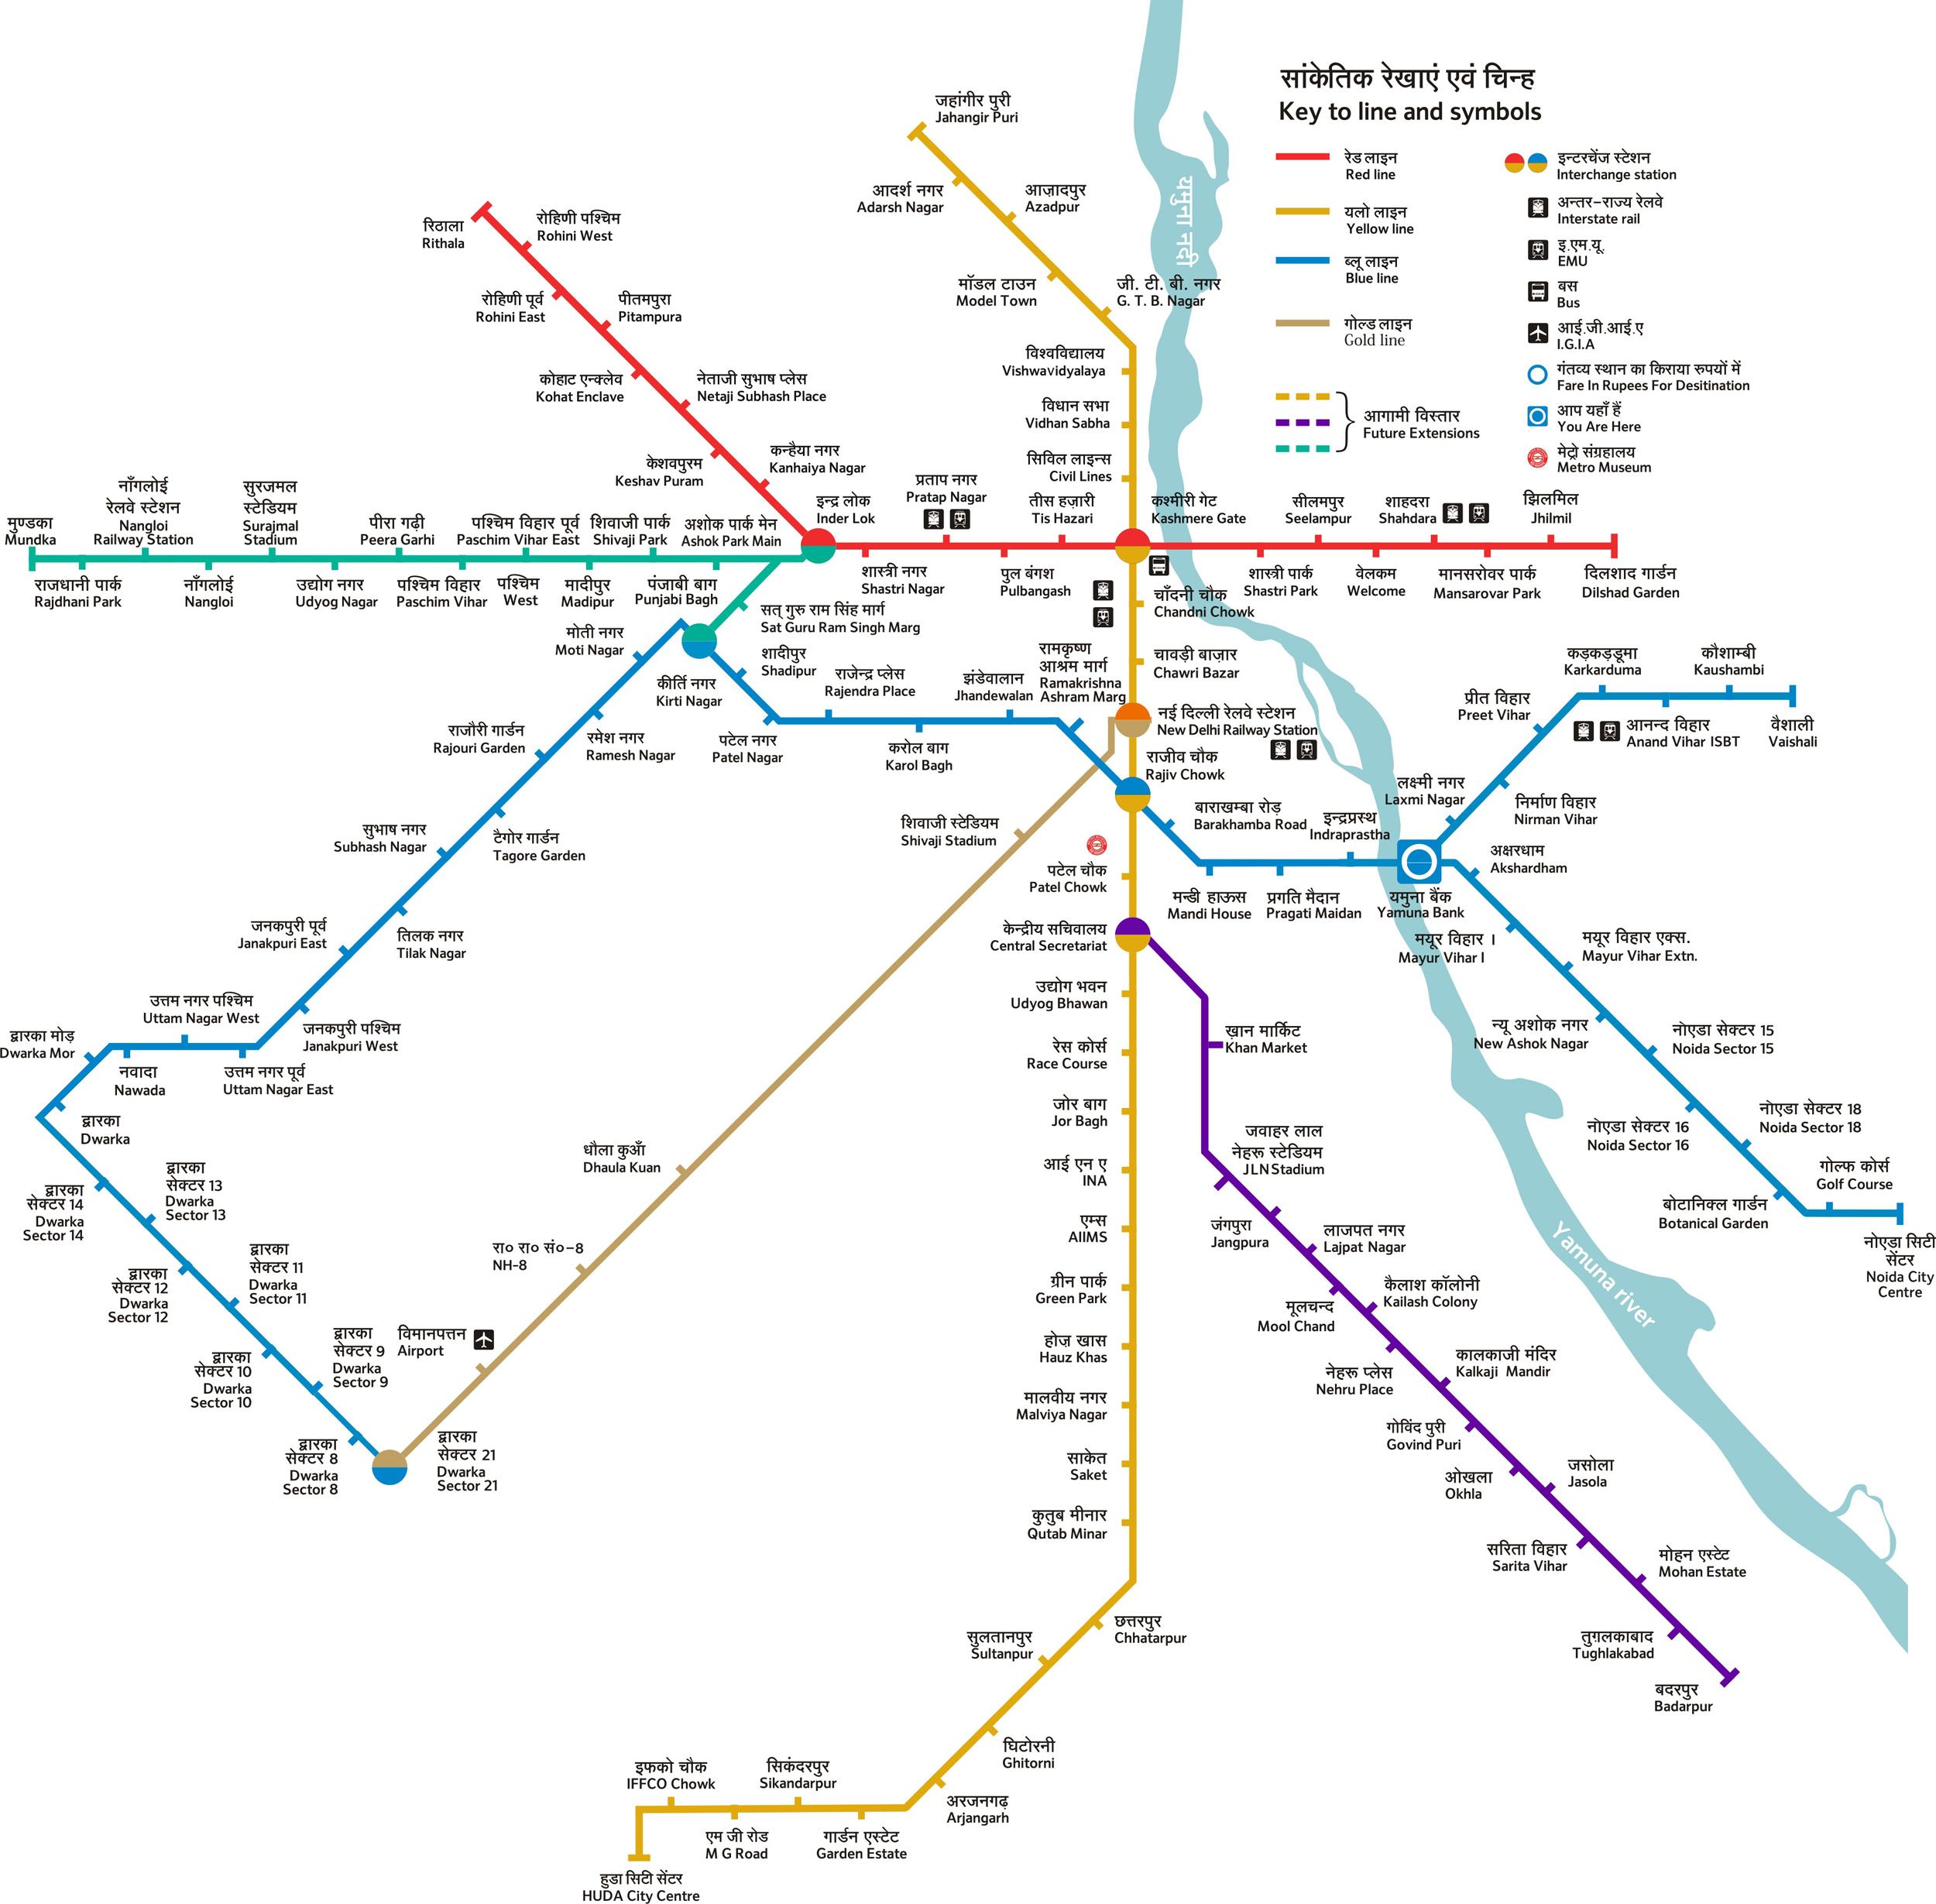 सांकेतिक रेखाएं एवं चिन्ह
Key to line and symbols
रेड लाइन
Red line
यलो लाइन
Yellow line
ब्लू लाइन
Blue line
गोल्ड लाइन
Gold line
आगामी विस्तार
Future Extensions
इन्टरचेंज स्टेशन
Interchange station
अन्तर-राज्य रेलवे
Interstate rail
इ.एम.यू.
EMU
बस
Bus
आई.जी.आई.ए
I.G.I.A
गंतव्य स्थान का किराया रुपयों में
Fare In Rupees For Desitination
आप यहाँ हैं
You Are Here
मेट्रो संग्रहालय
Metro Museum
यमुना नदी
जहांगीर पुरी
Jahangir Puri
आदर्श नगर
Adarsh Nagar
आज़ादपुर
Azadpur
मॉडल टाउन
Model Town
जी. टी. बी. नगर
G. T. B. Nagar
विश्वविद्यालय
Vishwavidyalaya
विधान सभा
Vidhan Sabha
सिविल लाइन्स
Civil Lines
रिठाला
Rithala
रोहिणी पश्चिम
Rohini West
रोहिणी पूर्व
Rohini East
पीतमपुरा
Pitampura
कोहाट एन्क्लेव
Kohat Enclave
नेताजी सुभाष प्लेस
Netaji Subhash Place
केशवपुरम
Keshav Puram
कन्हैया नगर
Kanhaiya Nagar
इन्द्र लोक
Inder Lok
शास्त्री नगर
Shastri Nagar
प्रताप नगर
Pratap Nagar
पुल बंगश
Pulbangash
तीस हज़ारी
Tis Hazari
कश्मीरी गेट
Kashmere Gate
शास्त्री पार्क
Shastri Park
सीलमपुर
Seelampur
वेलकम
Welcome
शाहदरा
Shahdara
मानसरोवर पार्क
Mansarovar Park
झिलमिल
Jhilmil
दिलशाद गार्डन
Dilshad Garden
मुण्डका
Mundka
राजधानी पार्क
Rajdhani Park
नाँगलोई
रेलवे स्टेशन
Nangloi
Railway Station
नाँगलोई
Nangloi
सुरजमल
स्टेडियम
Surajmal
Stadium
उद्योग नगर
Udyog Nagar
पीरा गढ़ी
Peera Garhi
पश्चिम विहार
Paschim Vihar
पश्चिम विहार पूर्व
Paschim Vihar East
पश्चिम
West
मादीपुर
Madipur
शिवाजी पार्क
Shivaji Park
पंजाबी बाग
Punjabi Bagh
अशोक पार्क मेन
Ashok Park Main
सत् गुरु राम सिंह मार्ग
Sat Guru Ram Singh Marg
मोती नगर
Moti Nagar
कीर्ति नगर
Kirti Nagar
शादीपुर
Shadipur
पटेल नगर
Patel Nagar
राजेन्द्र प्लेस
Rajendra Place
करोल बाग
Karol Bagh
झंडेवालान
Jhandewalan
रामकृष्ण
आश्रम मार्ग
Ramakrishna
Ashram Marg
चाँदनी चौक
Chandni Chowk
चावड़ी बाज़ार
Chawri Bazar
नई दिल्ली रेलवे स्टेशन
New Delhi Railway Station
राजीव चौक
Rajiv Chowk
बाराखम्बा रोड़
Barakhamba Road
मन्डी हाऊस
Mandi House
प्रगति मैदान
Pragati Maidan
इन्द्रप्रस्थ
Indraprastha
यमुना बैंक
Yamuna Bank
लक्ष्मी नगर
Laxmi Nagar
निर्माण विहार
Nirman Vihar
प्रीत विहार
Preet Vihar
कड़कड़डूमा
Karkarduma
आनन्द विहार
Anand Vihar ISBT
कौशाम्बी
Kaushambi
वैशाली
Vaishali
अक्षरधाम
Akshardham
मयूर विहार I
Mayur Vihar I
मयूर विहार एक्स.
Mayur Vihar Extn.
न्यू अशोक नगर
New Ashok Nagar
नोएडा सेक्टर 15
Noida Sector 15
नोएडा सेक्टर 16
Noida Sector 16
नोएडा सेक्टर 18
Noida Sector 18
बोटानिक्ल गार्डन
Botanical Garden
गोल्फ कोर्स
Golf Course
नोएडा सिटी
सेंटर
Noida City
Centre
रमेश नगर
Ramesh Nagar
राजौरी गार्डन
Rajouri Garden
टैगोर गार्डन
Tagore Garden
सुभाष नगर
Subhash Nagar
तिलक नगर
Tilak Nagar
जनकपुरी पूर्व
Janakpuri East
जनकपुरी पश्चिम
Janakpuri West
उत्तम नगर पूर्व
Uttam Nagar East
उत्तम नगर पश्चिम
Uttam Nagar West
नवादा
Nawada
द्वारका मोड़
Dwarka Mor
द्वारका
Dwarka
द्वारका
सेक्टर 14
Dwarka
Sector 14
द्वारका
सेक्टर 13
Dwarka
Sector 13
द्वारका
सेक्टर 12
Dwarka
Sector 12
द्वारका
सेक्टर 11
Dwarka
Sector 11
द्वारका
सेक्टर 10
Dwarka
Sector 10
द्वारका
सेक्टर 9
Dwarka
Sector 9
द्वारका
सेक्टर 8
Dwarka
Sector 8
द्वारका
सेक्टर 21
Dwarka
Sector 21
विमानपत्तन
Airport
रा० रा० सं०-8
NH-8
धौला कुआँ
Dhaula Kuan
शिवाजी स्टेडियम
Shivaji Stadium
पटेल चौक
Patel Chowk
केन्द्रीय सचिवालय
Central Secretariat
उद्योग भवन
Udyog Bhawan
रेस कोर्स
Race Course
जोर बाग
Jor Bagh
आई एन ए
INA
एम्स
AIIMS
ग्रीन पार्क
Green Park
होज़ खास
Hauz Khas
मालवीय नगर
Malviya Nagar
साकेत
Saket
कुतुब मीनार
Qutab Minar
छत्तरपुर
Chhatarpur
सुलतानपुर
Sultanpur
घिटोरनी
Ghitorni
अरजनगढ़
Arjangarh
गार्डन एस्टेट
Garden Estate
सिकंदरपुर
Sikandarpur
एम जी रोड
M G Road
इफको चौक
IFFCO Chowk
हुडा सिटी सेंटर
HUDA City Centre
ख़ान मार्किट
Khan Market
जवाहर लाल
नेहरू स्टेडियम
JLN Stadium
जंगपुरा
Jangpura
लाजपत नगर
Lajpat Nagar
मूलचन्द
Mool Chand
कैलाश कॉलोनी
Kailash Colony
नेहरू प्लेस
Nehru Place
कालकाजी मंदिर
Kalkaji Mandir
गोविंद पुरी
Govind Puri
ओखला
Okhla
जसोला
Jasola
सरिता विहार
Sarita Vihar
मोहन एस्टेट
Mohan Estate
तुग़लकाबाद
Tughlakabad
बदरपुर
Badarpur
Yamuna river